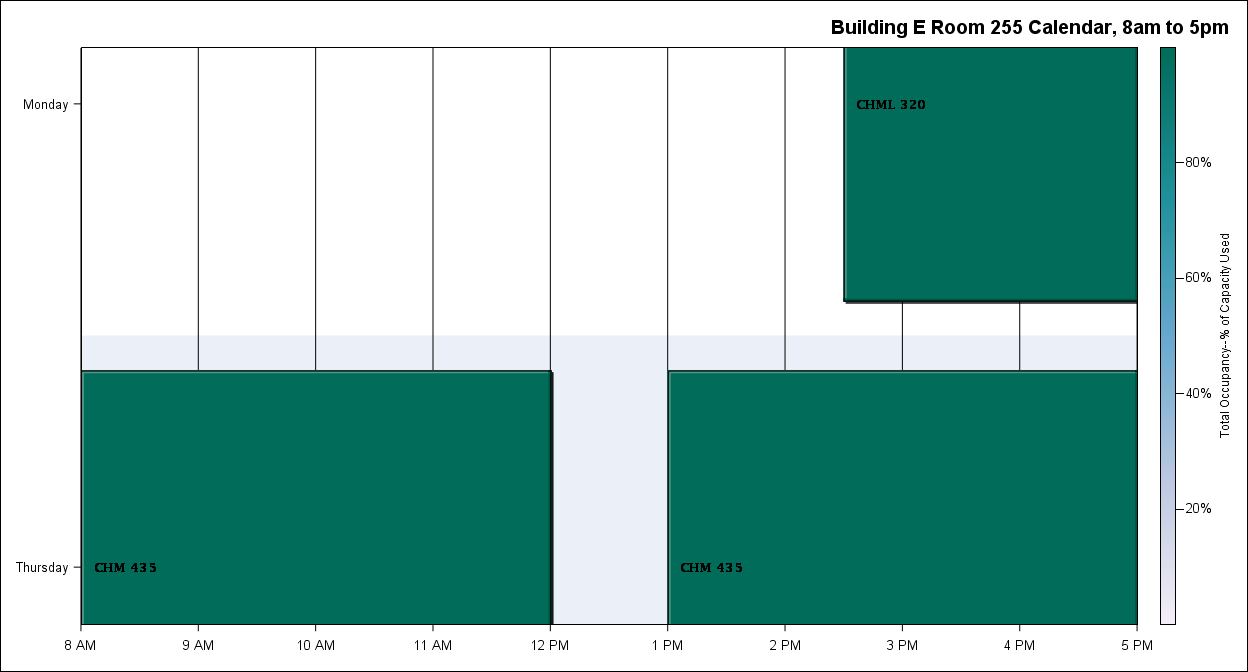 Building E Room 255 Calendar, 8am to 5pm
Monday
CHML 320
80%
60%
Total Occupancy--% of Capacity Used
40%
20%
Thursday
CHM 435
CHM 435
8 AM
9 AM
10 AM
11 AM
12 PM
1 PM
2 PM
3 PM
4 PM
5 PM